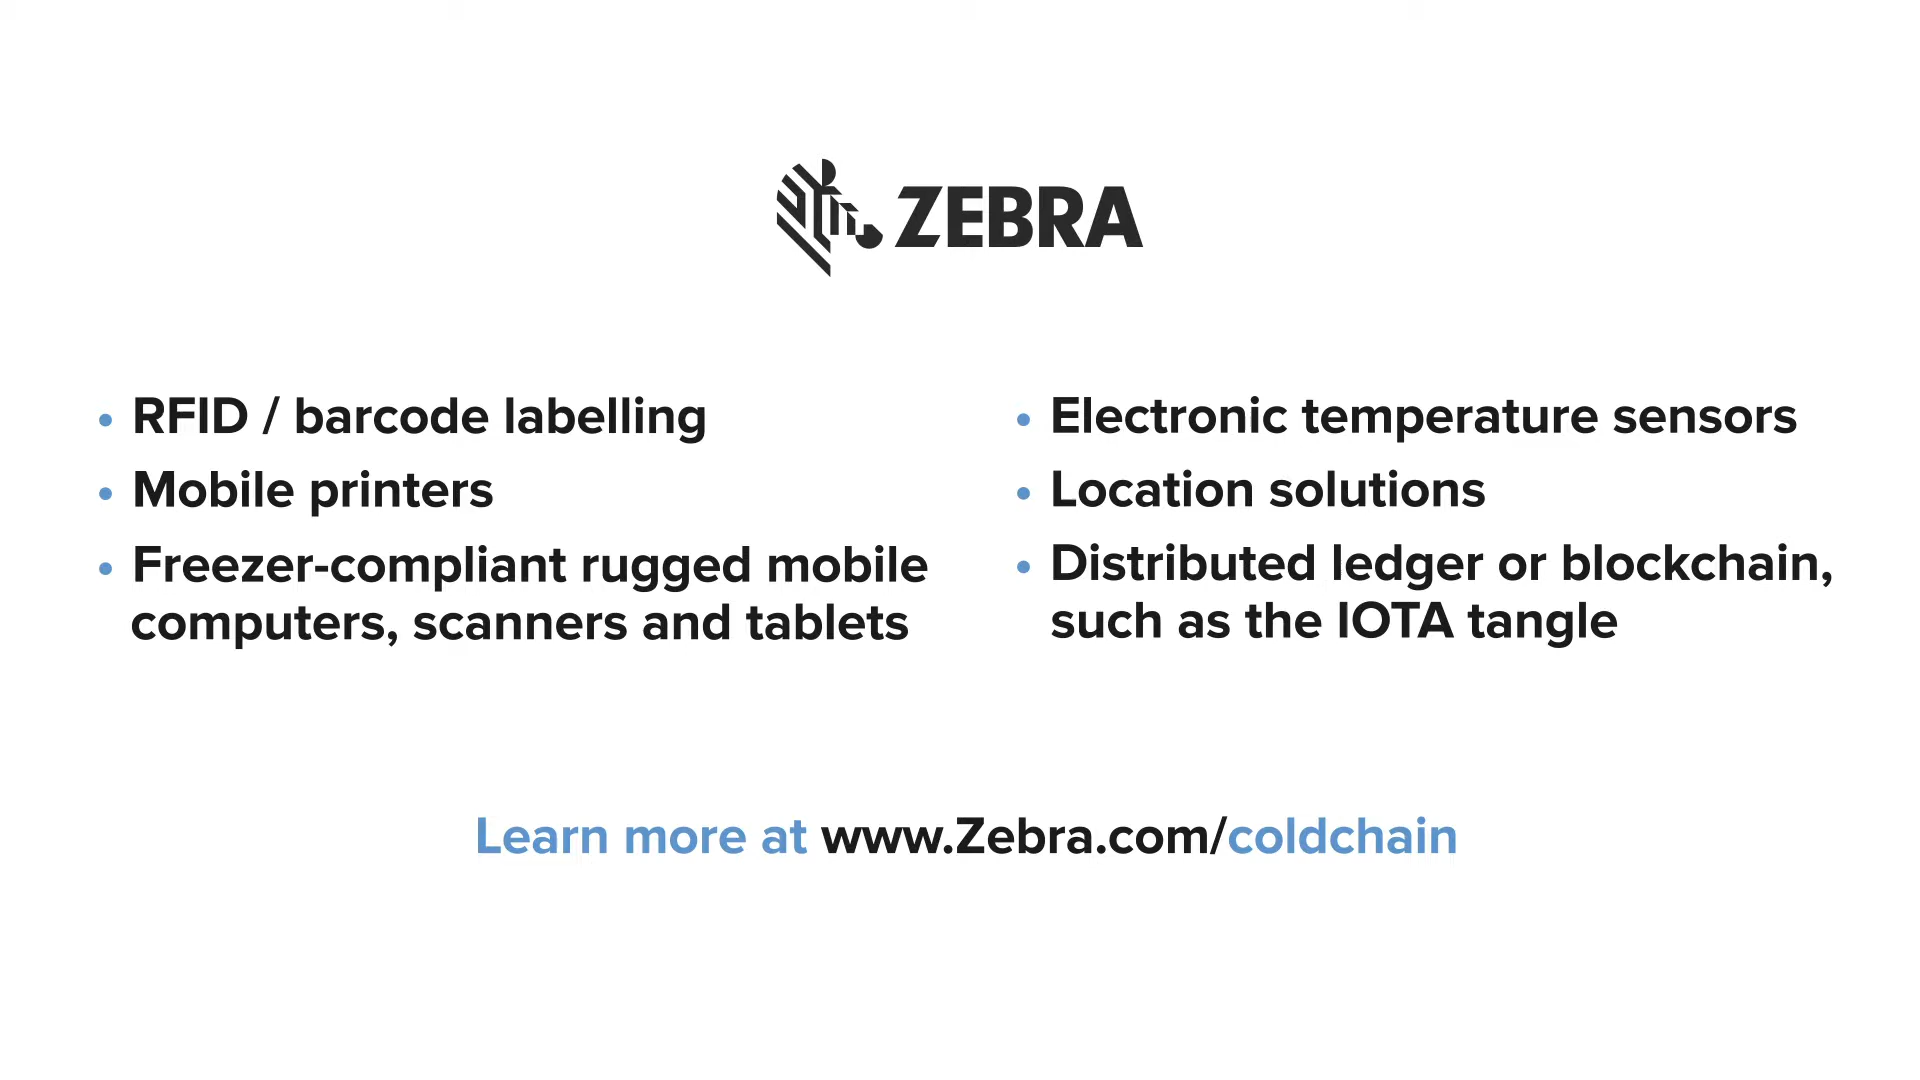 ZEBRA
• RFID / barcode labelling
• Mobile printers
• Freezer-compliant rugged mobile
computers, scanners and tablets
• Electronic temperature sensors
• Location solutions
• Distributed ledger or blockchain,
such as the IOTA tangle
Learn more at www.Zebra.com/coldchain